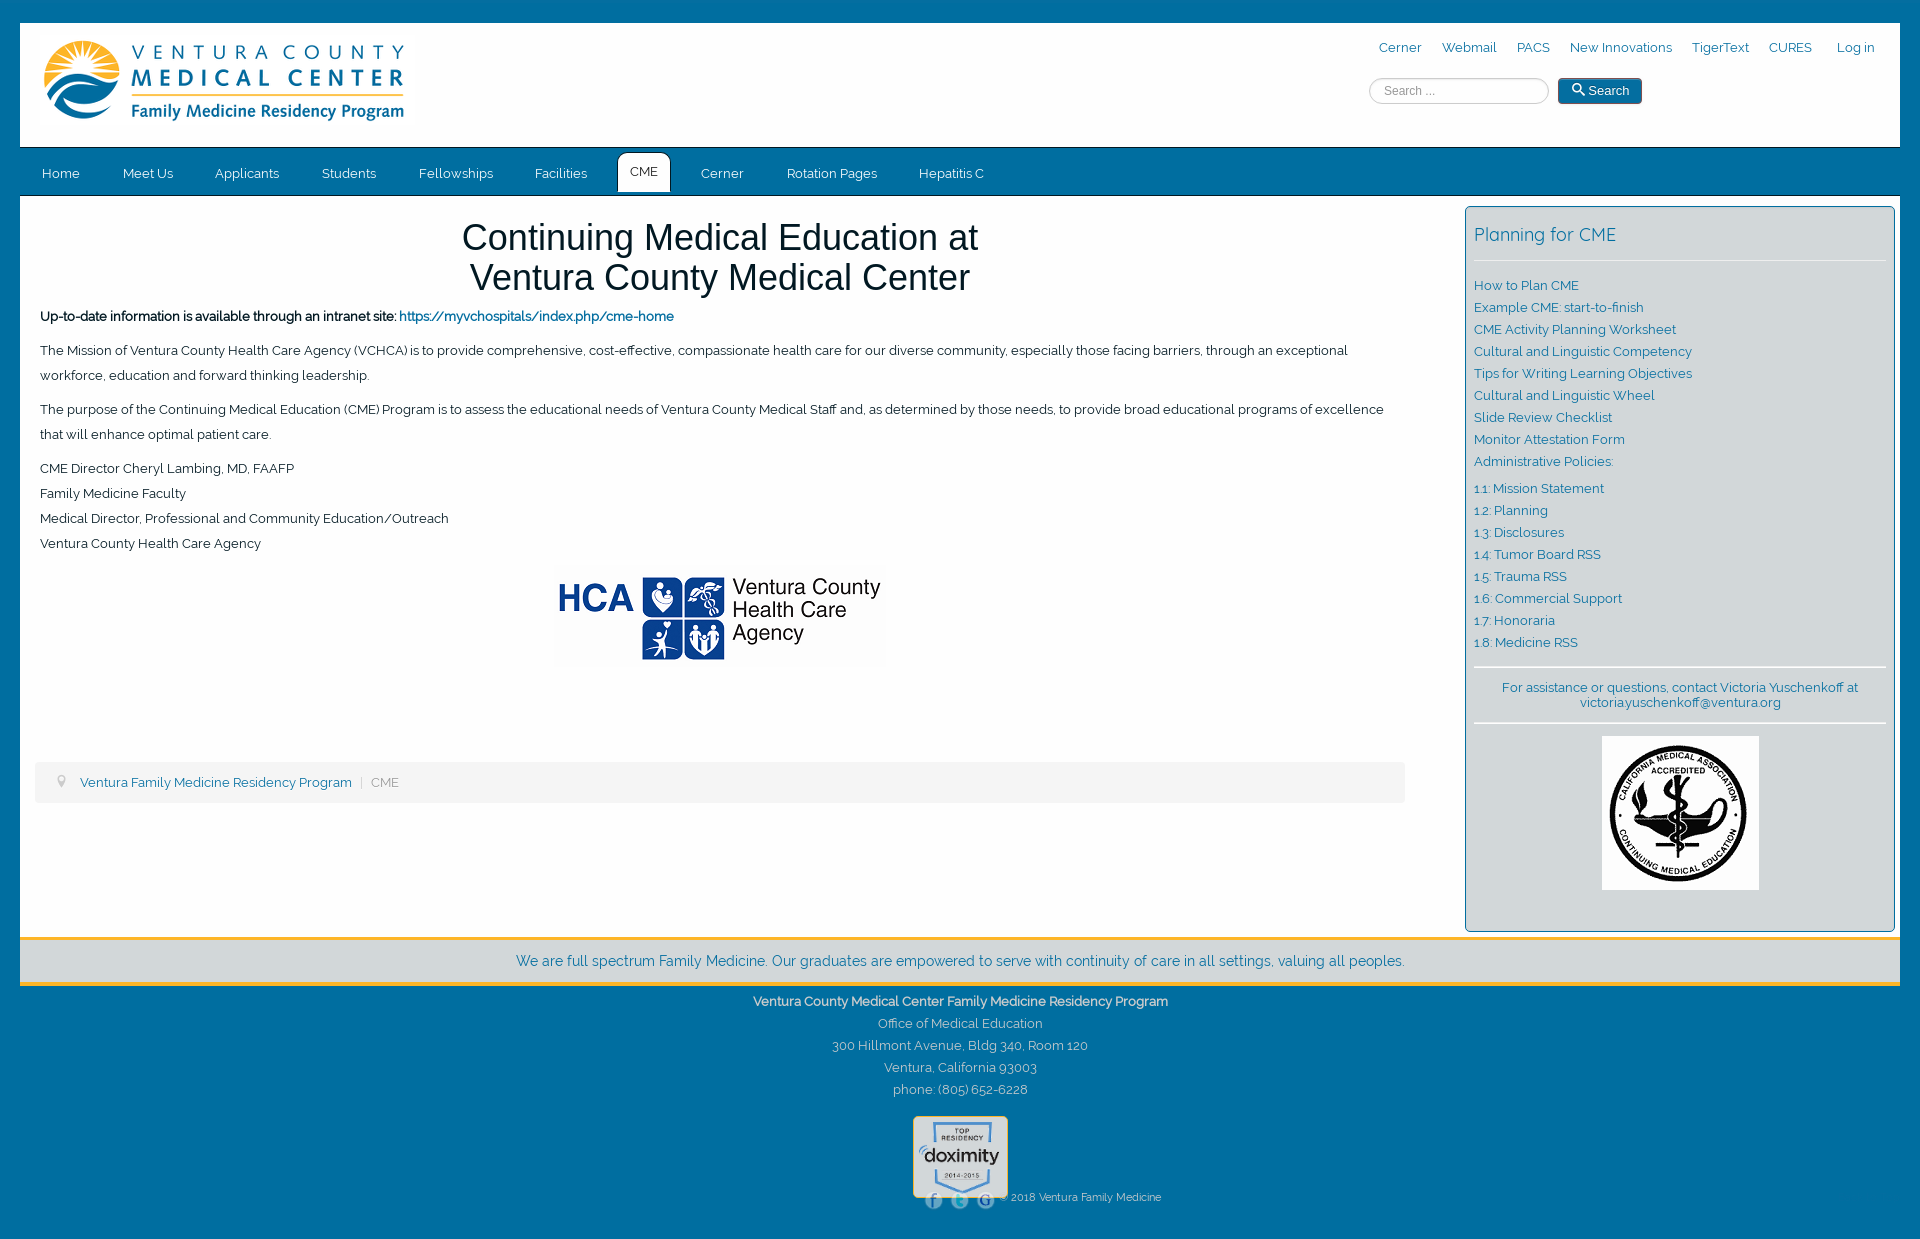 VENTURA COUNTY
MEDICAL CENTER
Family Medicine Residency Program
Cerner Webmail PACS New Innovations TigerText CURES Log in
Search ... Search
Home Meet Us Applicants Students Fellowships Facilities CME Cerner Rotation Pages Hepatitis C
Continuing Medical Education at
Ventura County Medical Center
Up-to-date information is available through an intranet site: https://myvchospitals/index.php/cme-home
The Mission of Ventura County Health Care Agency (VCHCA) is to provide comprehensive, cost-effective, compassionate health care for our diverse community, especially those facing barriers, through an exceptional
workforce, education and forward thinking leadership.
The purpose of the Continuing Medical Education (CME) Program is to assess the educational needs of Ventura County Medical Staff and, as determined by those needs, to provide broad educational programs of excellence
that will enhance optimal patient care.
CME Director Cheryl Lambing, MD, FAAFP
Family Medicine Faculty
Medical Director, Professional and Community Education/Outreach
Ventura County Health Care Agency
HCA
Ventura County
Health Care
Agency
Ventura Family Medicine Residency Program | CME
Planning for CME
How to Plan CME
Example CME: start-to-finish
CME Activity Planning Worksheet
Cultural and Linguistic Competency
Tips for Writing Learning Objectives
Cultural and Linguistic Wheel
Slide Review Checklist
Monitor Attestation Form
Administrative Policies:
1.1: Mission Statement
1.2: Planning
1.3: Disclosures
1.4: Tumor Board RSS
1.5: Trauma RSS
1.6: Commercial Support
1.7: Honoraria
1.8: Medicine RSS
For assistance or questions, contact Victoria Yuschenkoff at
victoria.yuschenkoff@ventura.org
CALIFORNIA MEDICAL ASSOCIATION
ACCREDITED
CONTINUING MEDICAL EDUCATION
We are full spectrum Family Medicine. Our graduates are empowered to serve with continuity of care in all settings, valuing all peoples.
Ventura County Medical Center Family Medicine Residency Program
Office of Medical Education
300 Hillmont Avenue, Bldg 340, Room 120
Ventura, California 93003
phone: (805) 652-6228
TOP
RESIDENCY
doximity
2014-2015
f t G © 2018 Ventura Family Medicine